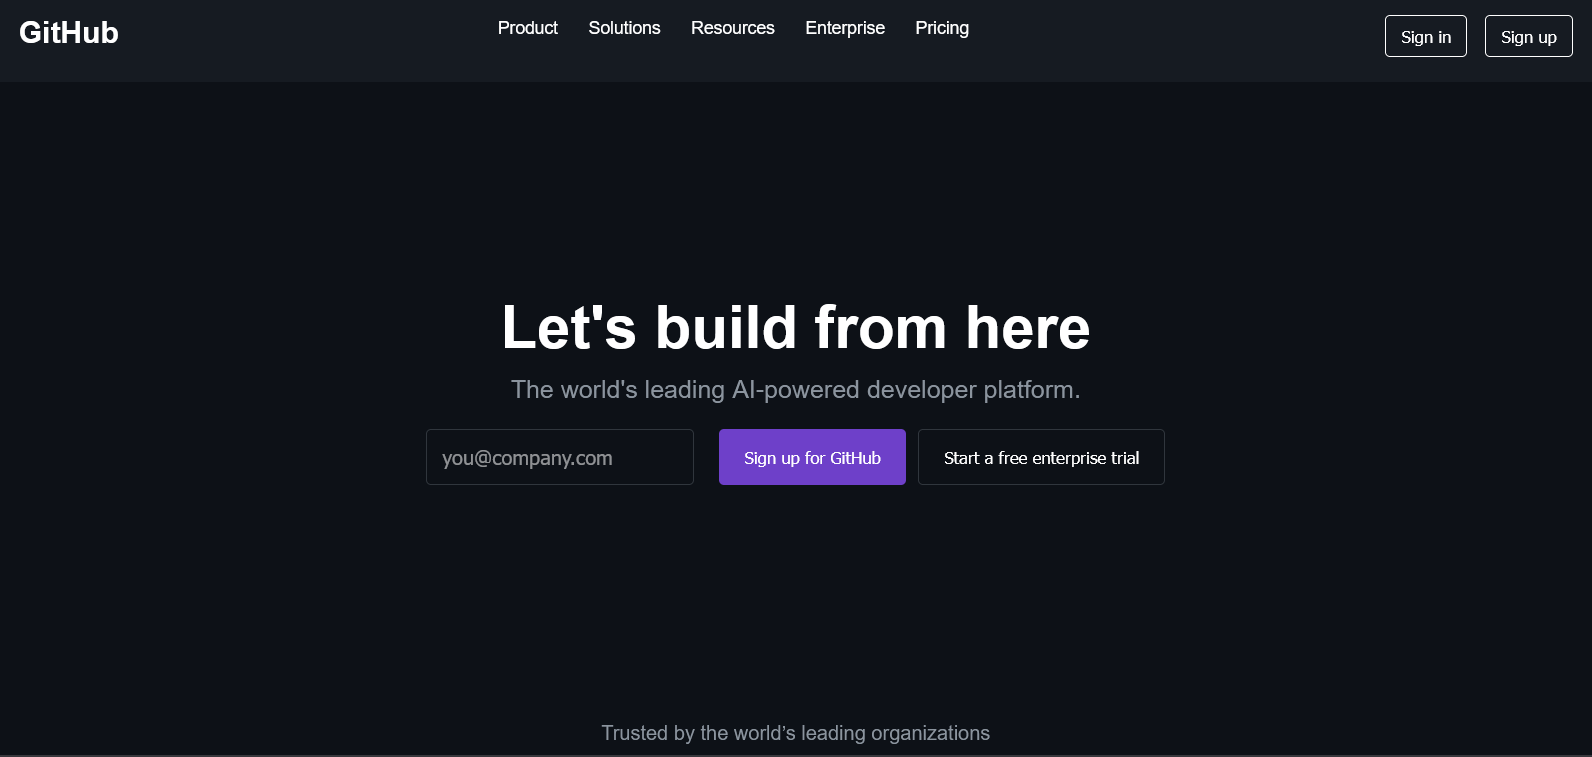 GitHub Product Solutions Resources Enterprise Pricing Sign in Sign up
Let's build from here
The world's leading AI-powered developer platform.
you@company.com Sign up for GitHub Start a free enterprise trial
Trusted by the world’s leading organizations